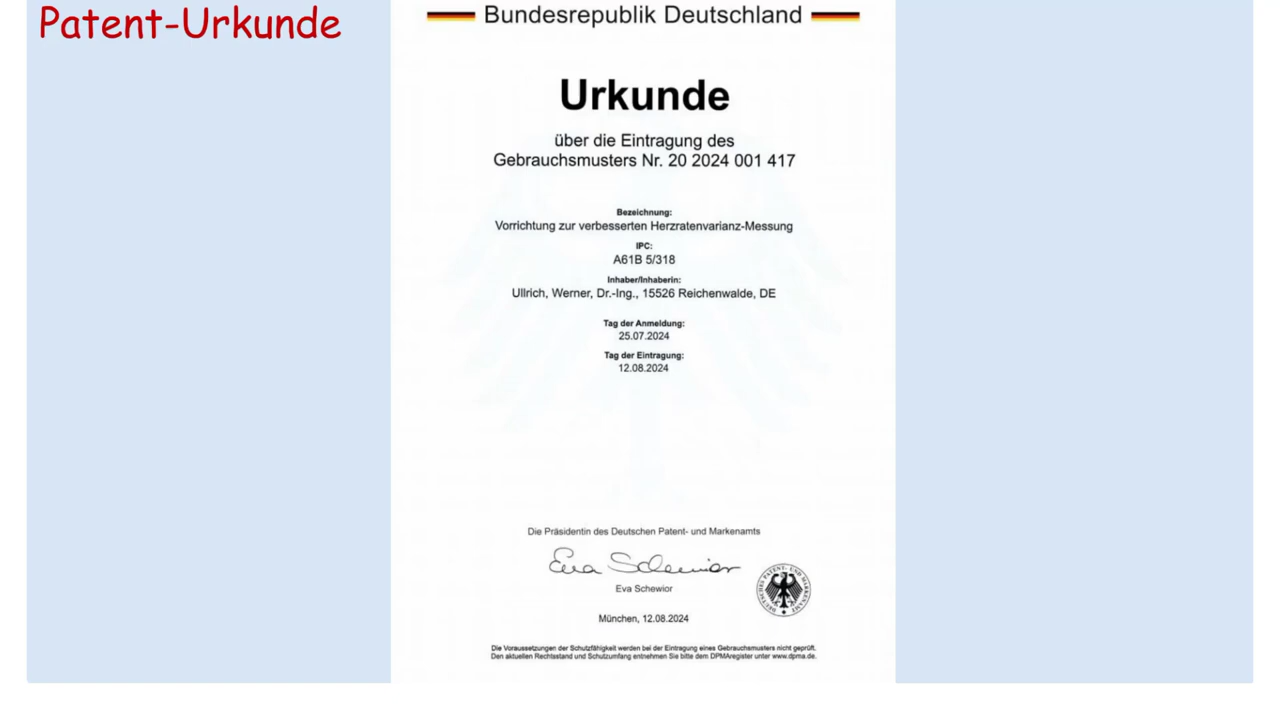 Patent-Urkunde
Bundesrepublik Deutschland
Urkunde
über die Eintragung des
Gebrauchsmusters Nr. 20 2024 001 417
Bezeichnung:
Vorrichtung zur verbesserten Herzratenvarianz-Messung
IPC:
A61B 5/318
Inhaber/Inhaberin:
Ullrich, Werner, Dr.-Ing., 15526 Reichenwalde, DE
Tag der Anmeldung:
25.07.2024
Tag der Eintragung:
12.08.2024
Die Präsidentin des Deutschen Patent- und Markenamts
Eva Schewior
Eva Schewior
DEUTSCHES PATENT- UND MARKENAMT
München, 12.08.2024
Die Voraussetzungen der Schutzfähigkeit werden bei der Eintragung eines Gebrauchsmusters nicht geprüft.
Den aktuellen Rechtsstand und Schutzumfang entnehmen Sie bitte dem DPMAregister unter www.dpma.de.